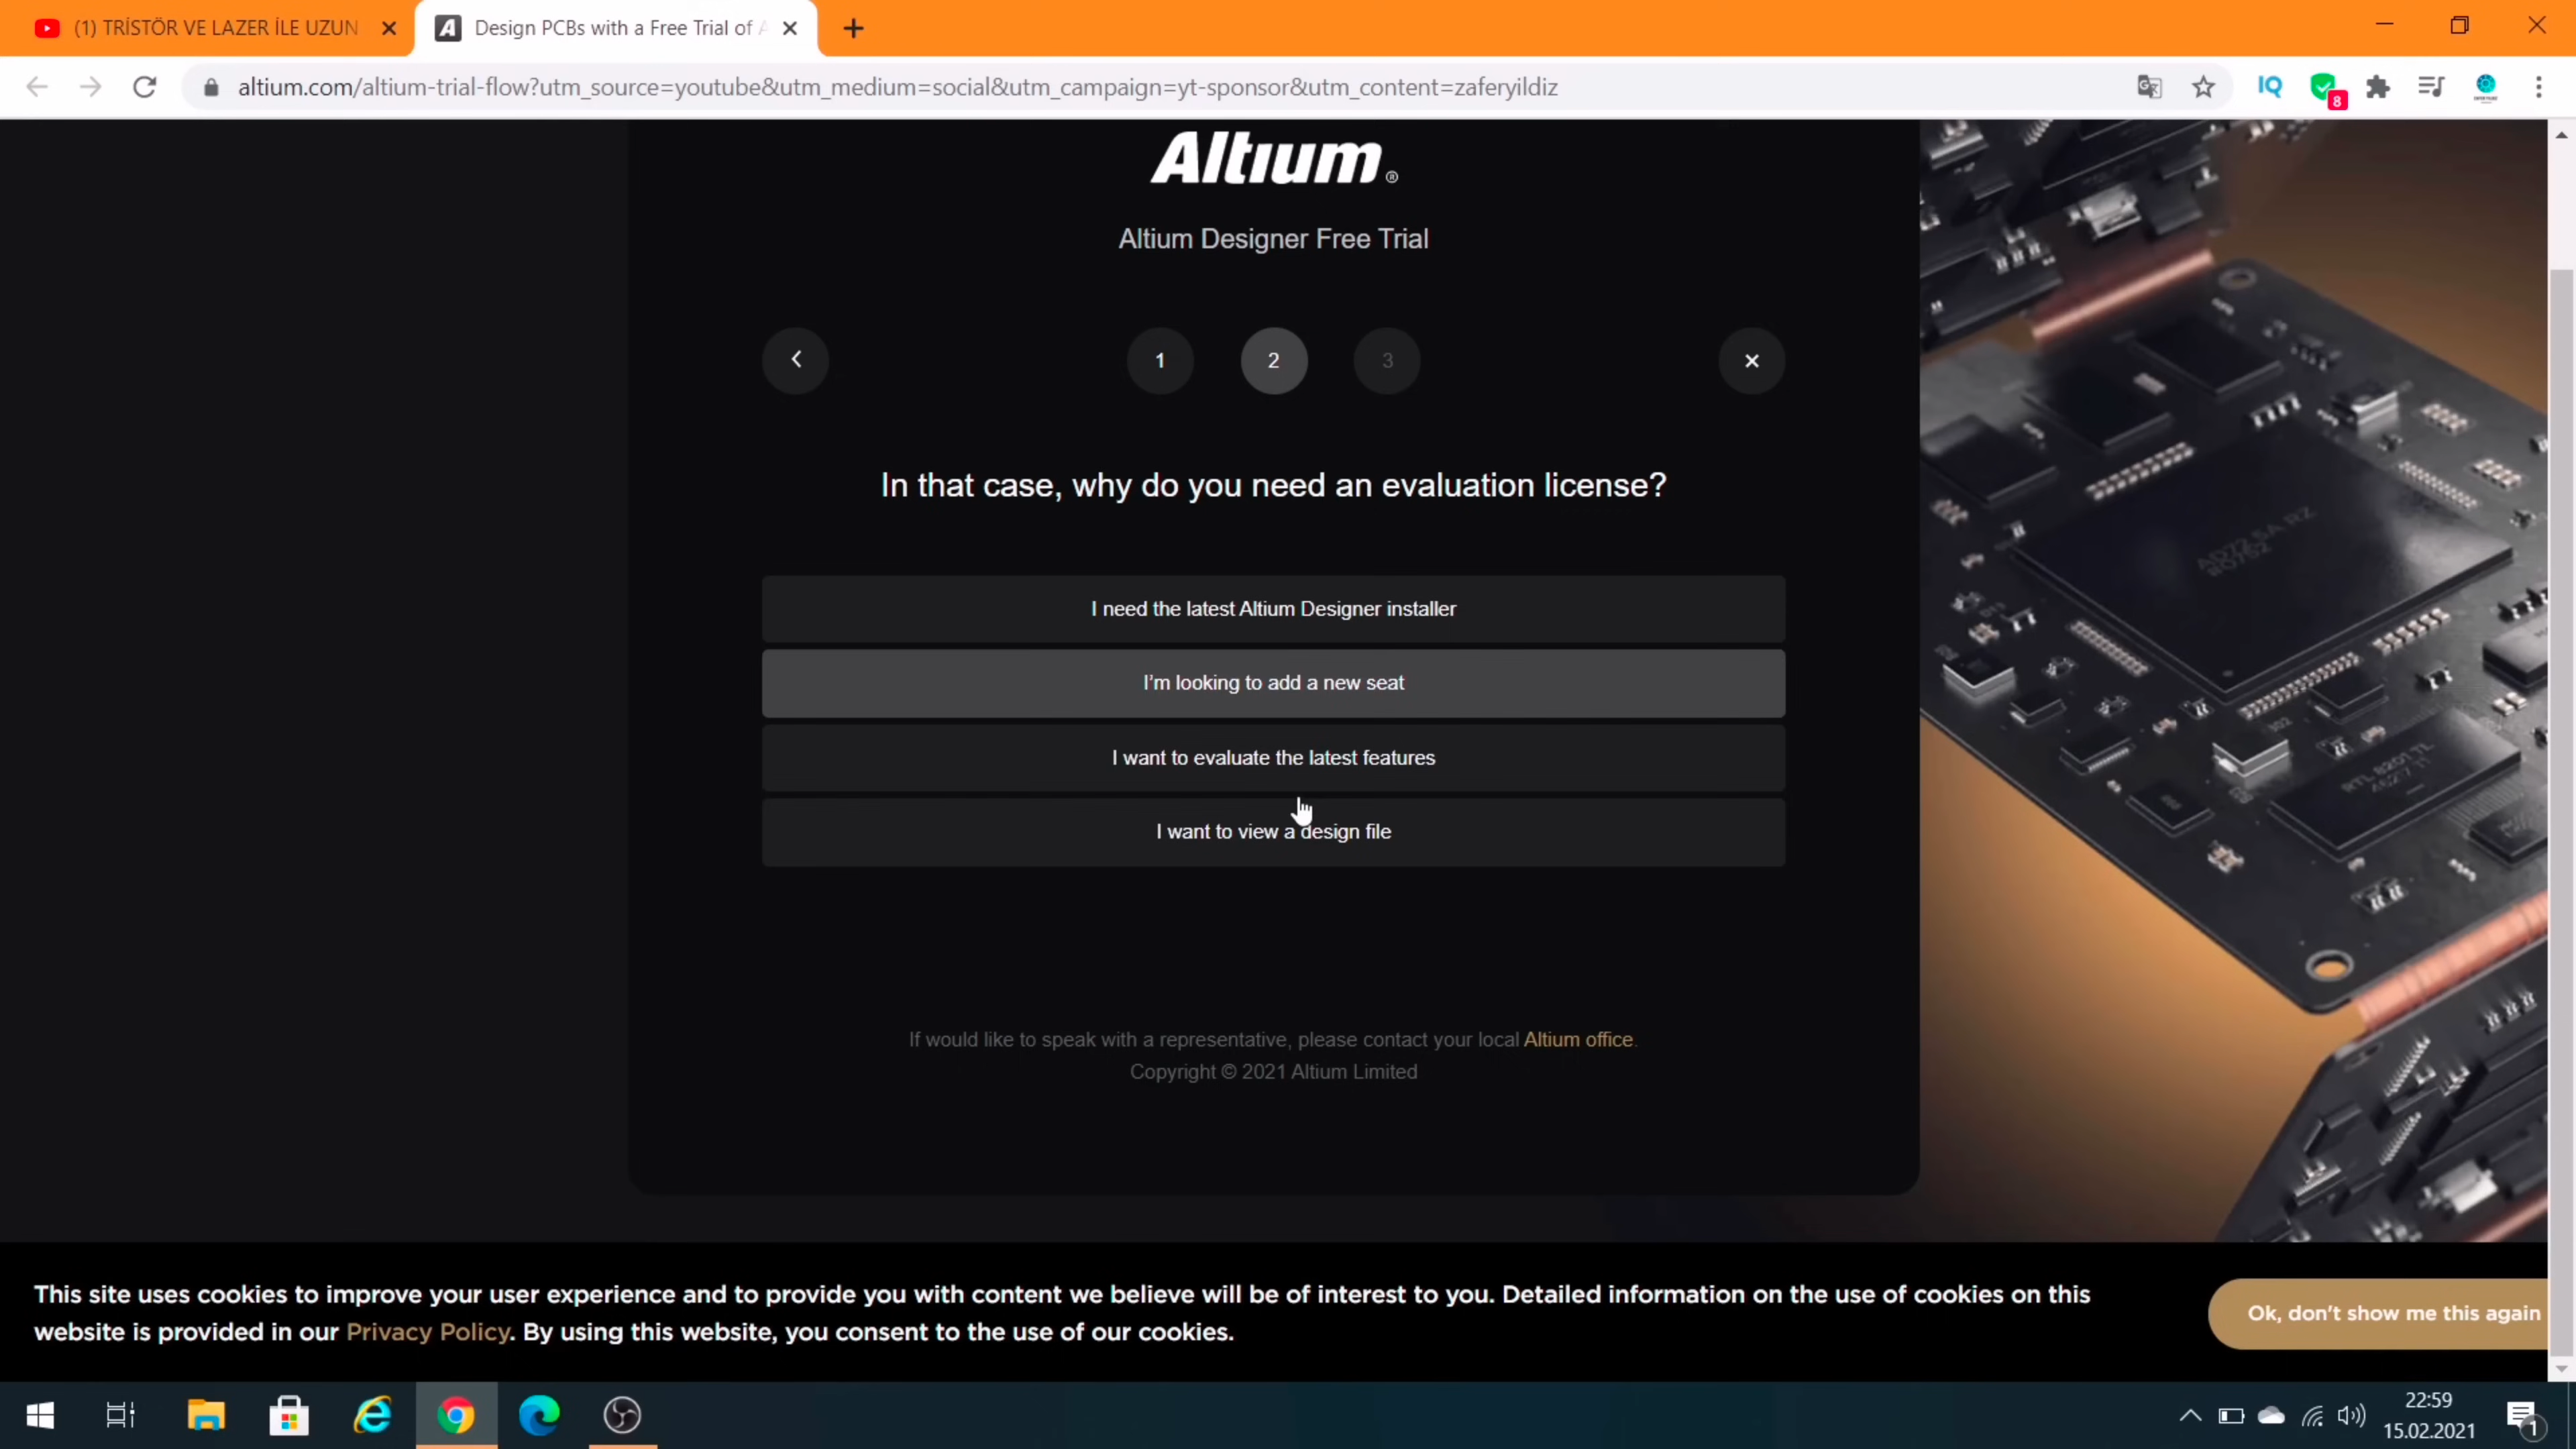 (1) TRİSTÖR VE LAZER İLE UZUN
Design PCBs with a Free Trial of A
altium.com/altium-trial-flow?utm_source=youtube&utm_medium=social&utm_campaign=yt-sponsor&utm_content=zaferyildiz
IQ
8
Altium®
Altium Designer Free Trial
1
2
3
In that case, why do you need an evaluation license?
I need the latest Altium Designer installer
I'm looking to add a new seat
I want to evaluate the latest features
I want to view a design file
If would like to speak with a representative, please contact your local Altium office.
Copyright © 2021 Altium Limited
This site uses cookies to improve your user experience and to provide you with content we believe will be of interest to you. Detailed information on the use of cookies on this
website is provided in our Privacy Policy. By using this website, you consent to the use of our cookies.
Ok, don't show me this again
22:59
15.02.2021
1